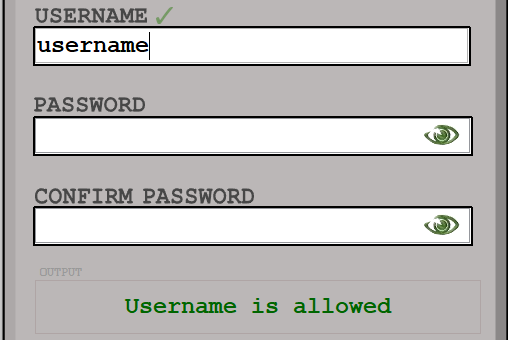 USERNAME ✓
username
PASSWORD
CONFIRM PASSWORD
OUTPUT
Username is allowed